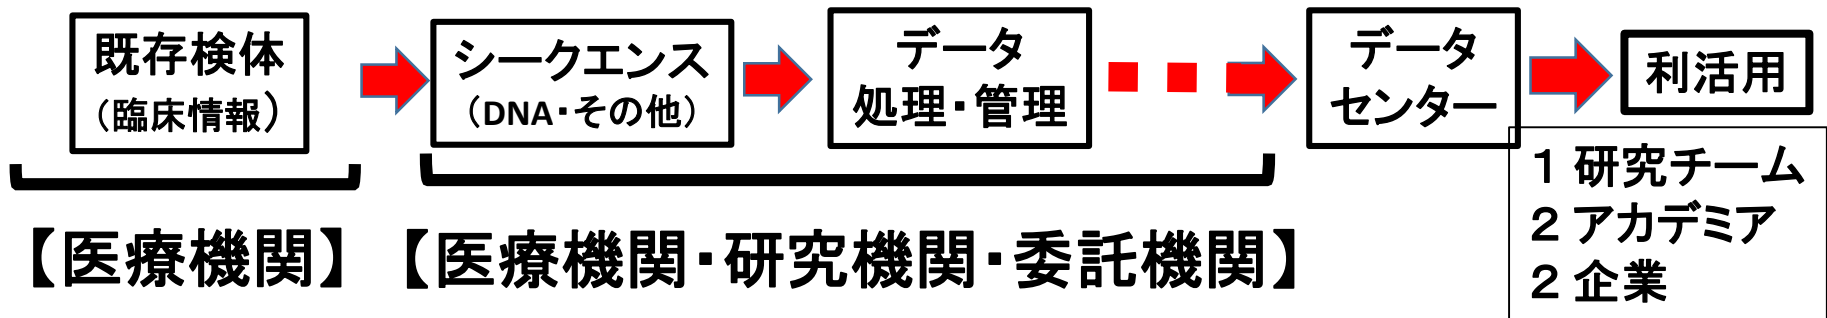 既存検体
（臨床情報）
シークエンス
（DNA・その他）
データ
処理・管理
データ
センター
利活用
１ 研究チーム
２ アカデミア
２ 企業
【医療機関】
【医療機関・研究機関・委託機関】